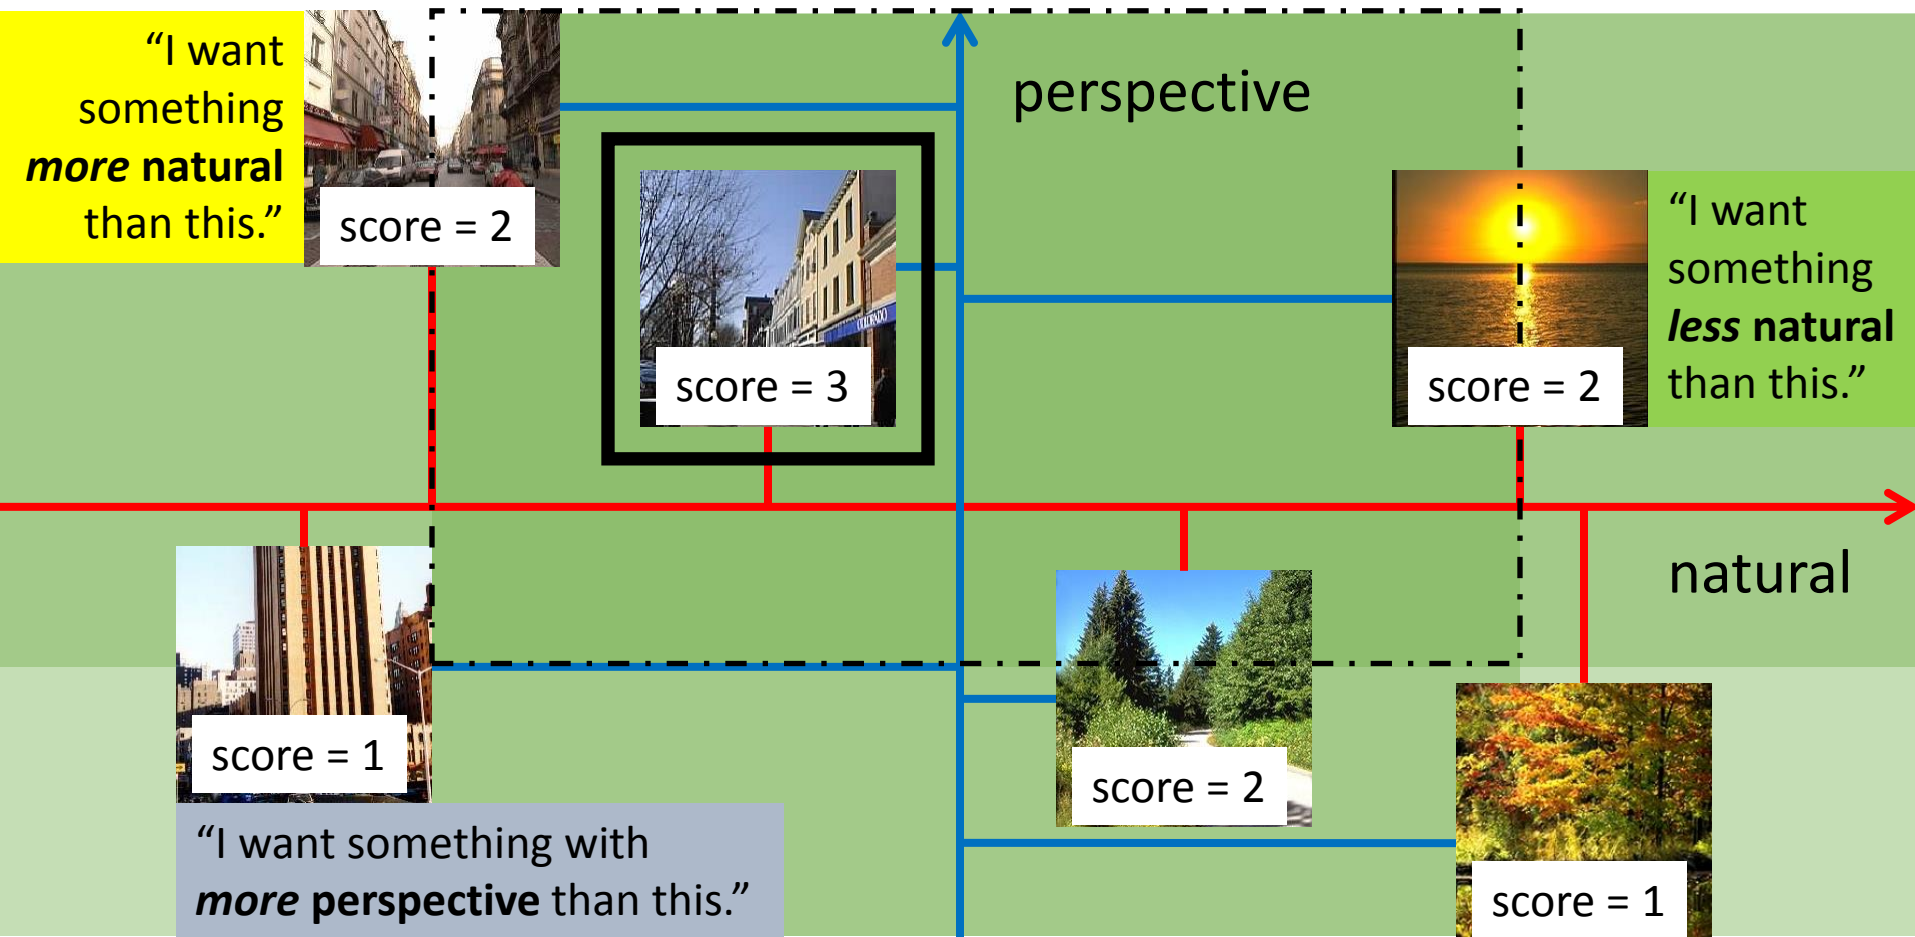 “I want
something
more natural
than this.”
score = 2
perspective
COLORADO
score = 3
score = 2
“I want
something
less natural
than this.”
natural
score = 1
score = 2
“I want something with
more perspective than this.”
score = 1